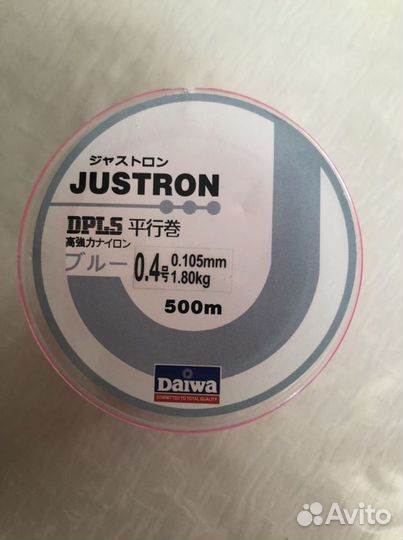 ジャストロン
JUSTRON
DPLS 平行巻
高強力ナイロン
ブルー 0.4号 0.105mm
1.80kg
500m
Daiwa
COMMITTED TO TOTAL QUALITY
Avito